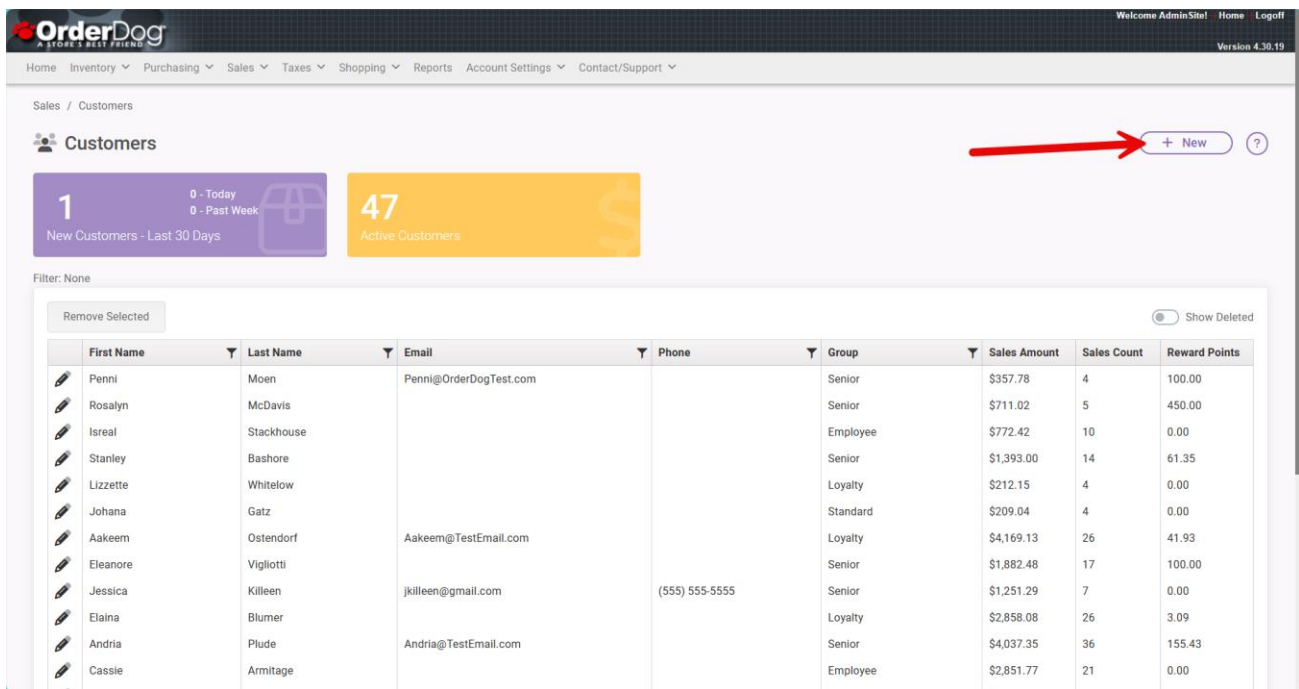 Welcome AdminSite! Home Logoff
OrderDog
A STORE'S BEST FRIEND
Version 4.30.19
Home Inventory Purchasing Sales Taxes Shopping Reports Account Settings Contact/Support
Sales / Customers
Customers
+ New ?
1 0 - Today
0 - Past Week
New Customers - Last 30 Days
47
Active Customers
Filter: None
Remove Selected Show Deleted
First Name Last Name Email Phone Group Sales Amount Sales Count Reward Points
Penni Moen Penni@OrderDogTest.com Senior $357.78 4 100.00
Rosalyn McDavis Senior $711.02 5 450.00
Isreal Stackhouse Employee $772.42 10 0.00
Stanley Bashore Senior $1,393.00 14 61.35
Lizzette Whitelow Loyalty $212.15 4 0.00
Johana Gatz Standard $209.04 4 0.00
Aakeem Ostendorf Aakeem@TestEmail.com Loyalty $4,169.13 26 41.93
Eleanore Vigliotti Senior $1,882.48 17 100.00
Jessica Killeen jkilleen@gmail.com (555) 555-5555 Senior $1,251.29 7 0.00
Elaina Blumer Loyalty $2,858.08 26 3.09
Andria Plude Andria@TestEmail.com Senior $4,037.35 36 155.43
Cassie Armitage Employee $2,851.77 21 0.00